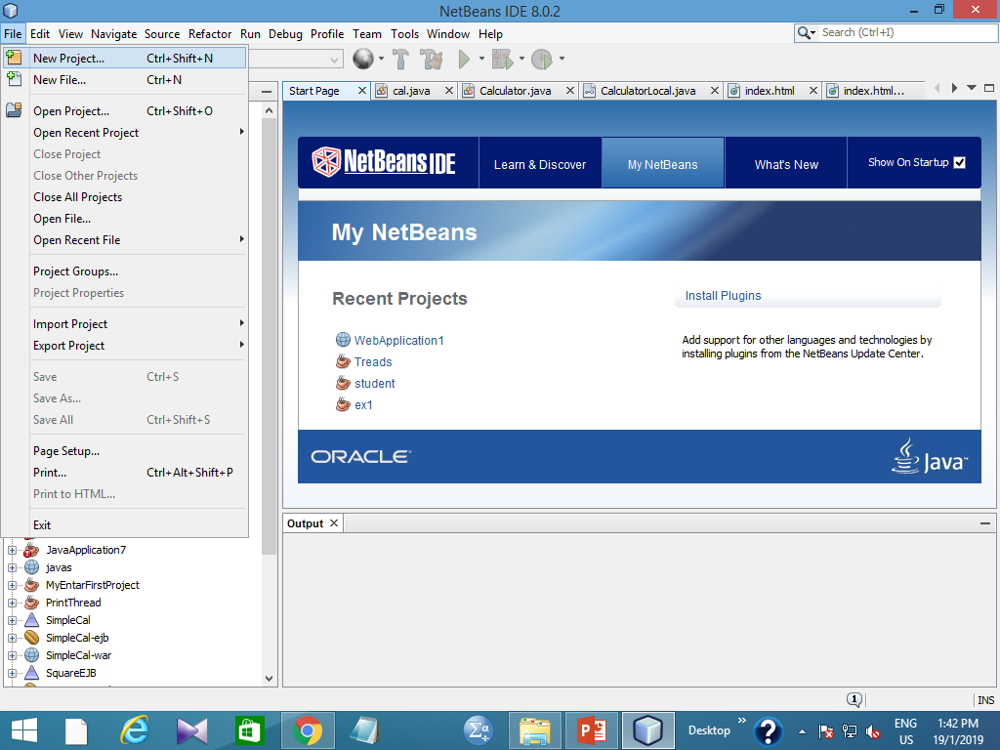 NetBeans IDE 8.0.2
File Edit View Navigate Source Refactor Run Debug Profile Team Tools Window Help
Search (Ctrl+I)
New Project... Ctrl+Shift+N
New File... Ctrl+N
Open Project... Ctrl+Shift+O
Open Recent Project
Close Project
Close Other Projects
Close All Projects
Open File...
Open Recent File
Project Groups...
Project Properties
Import Project
Export Project
Save Ctrl+S
Save As...
Save All Ctrl+Shift+S
Page Setup...
Print... Ctrl+Alt+Shift+P
Print to HTML...
Exit
JavaApplication7
javas
MyEntarFirstProject
PrintThread
SimpleCal
SimpleCal-ejb
SimpleCal-war
SquareEJB
Start Page cal.java Calculator.java CalculatorLocal.java index.html index.html...
NetBeans IDE
Learn & Discover My NetBeans What's New Show On Startup
My NetBeans
Recent Projects
WebApplication1
Treads
student
ex1
Install Plugins
Add support for other languages and technologies by
installing plugins from the NetBeans Update Center.
ORACLE
Java
Output
1
INS
Σα
P
Desktop
»
?
ENG
US
1:42 PM
19/1/2019